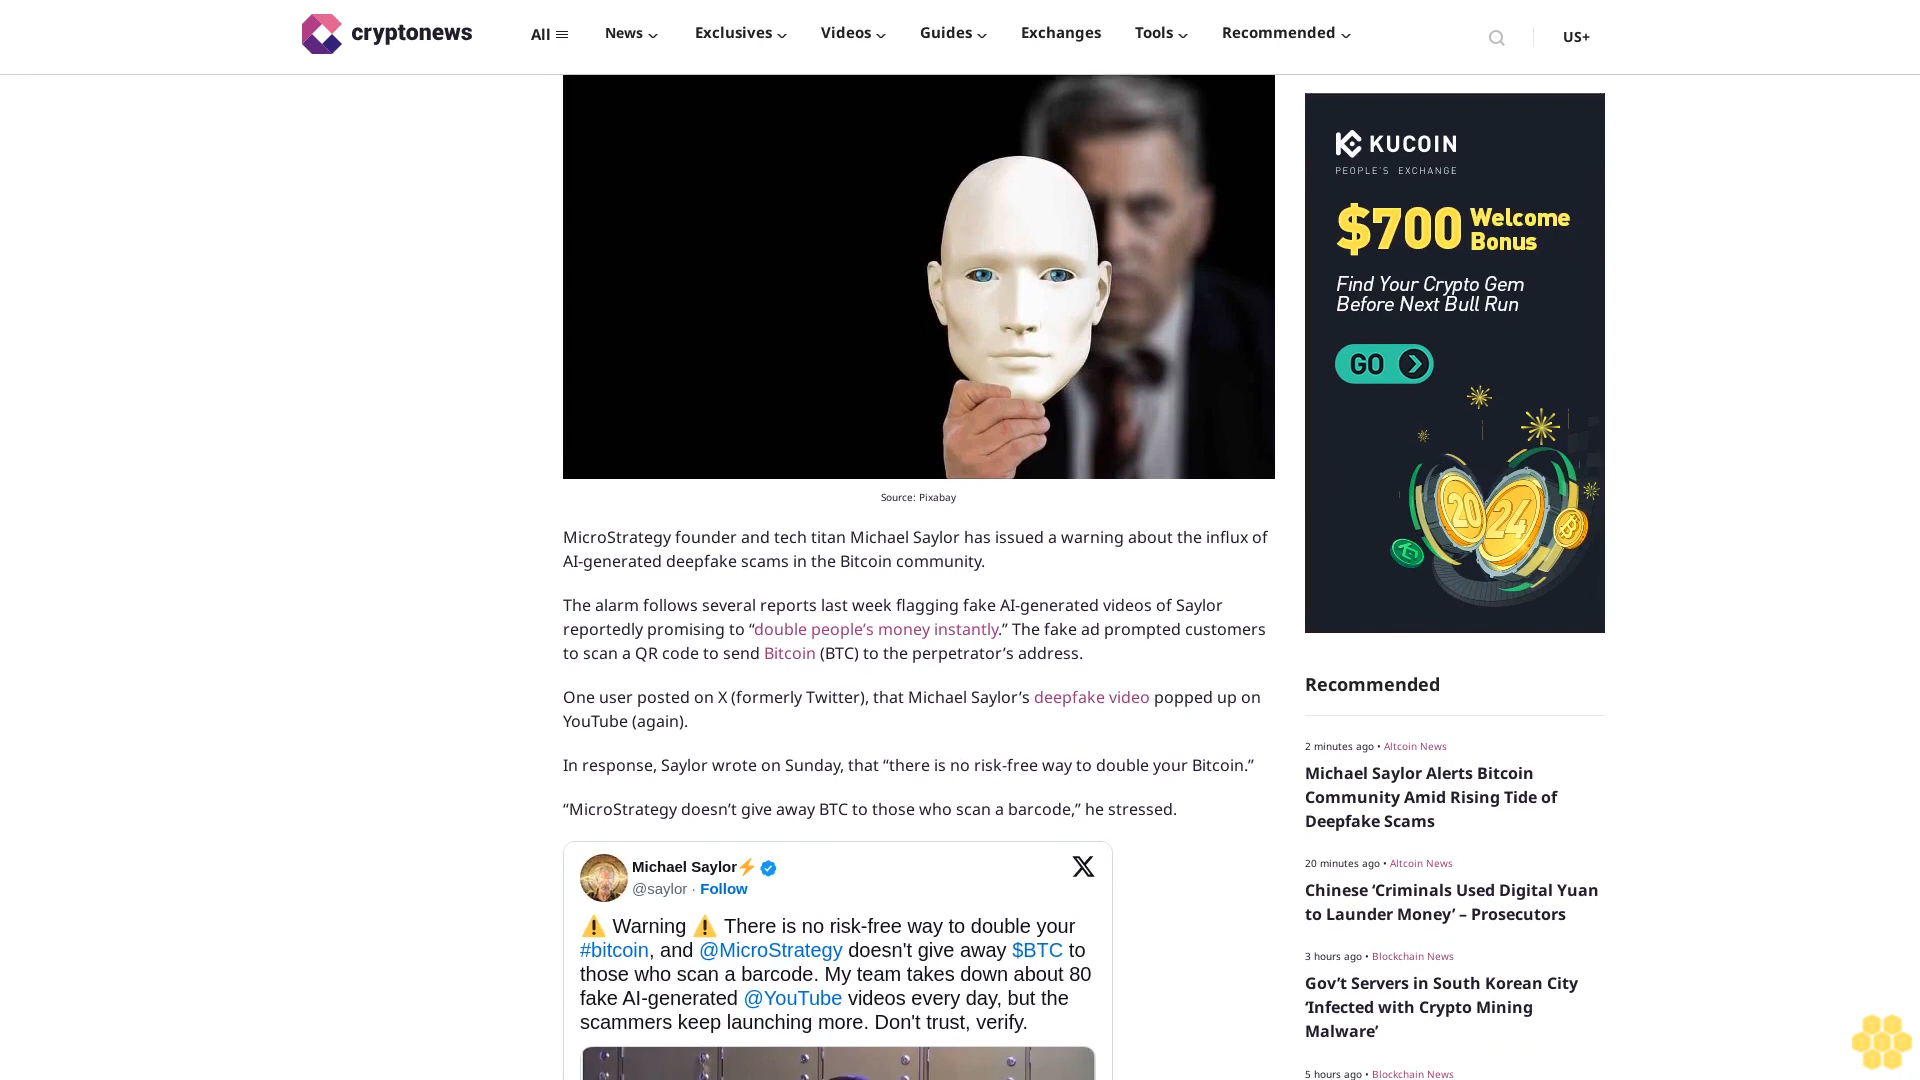 cryptonews
All
News
Exclusives
Videos
Guides
Exchanges
Tools
Recommended
US+
Source: Pixabay
MicroStrategy founder and tech titan Michael Saylor has issued a warning about the influx of
AI-generated deepfake scams in the Bitcoin community.
The alarm follows several reports last week flagging fake AI-generated videos of Saylor
reportedly promising to “double people’s money instantly.” The fake ad prompted customers
to scan a QR code to send Bitcoin (BTC) to the perpetrator’s address.
One user posted on X (formerly Twitter), that Michael Saylor’s deepfake video popped up on
YouTube (again).
In response, Saylor wrote on Sunday, that “there is no risk-free way to double your Bitcoin.”
“MicroStrategy doesn’t give away BTC to those who scan a barcode,” he stressed.
Michael Saylor⚡
@saylor · Follow
⚠️ Warning ⚠️ There is no risk-free way to double your
#bitcoin, and @MicroStrategy doesn't give away $BTC to
those who scan a barcode. My team takes down about 80
fake AI-generated @YouTube videos every day, but the
scammers keep launching more. Don't trust, verify.
KUCOIN
PEOPLE'S EXCHANGE
$700 Welcome
Bonus
Find Your Crypto Gem
Before Next Bull Run
GO
20
24
Recommended
2 minutes ago • Altcoin News
Michael Saylor Alerts Bitcoin
Community Amid Rising Tide of
Deepfake Scams
20 minutes ago • Altcoin News
Chinese ‘Criminals Used Digital Yuan
to Launder Money’ – Prosecutors
3 hours ago • Blockchain News
Gov’t Servers in South Korean City
‘Infected with Crypto Mining
Malware’
5 hours ago • Blockchain News